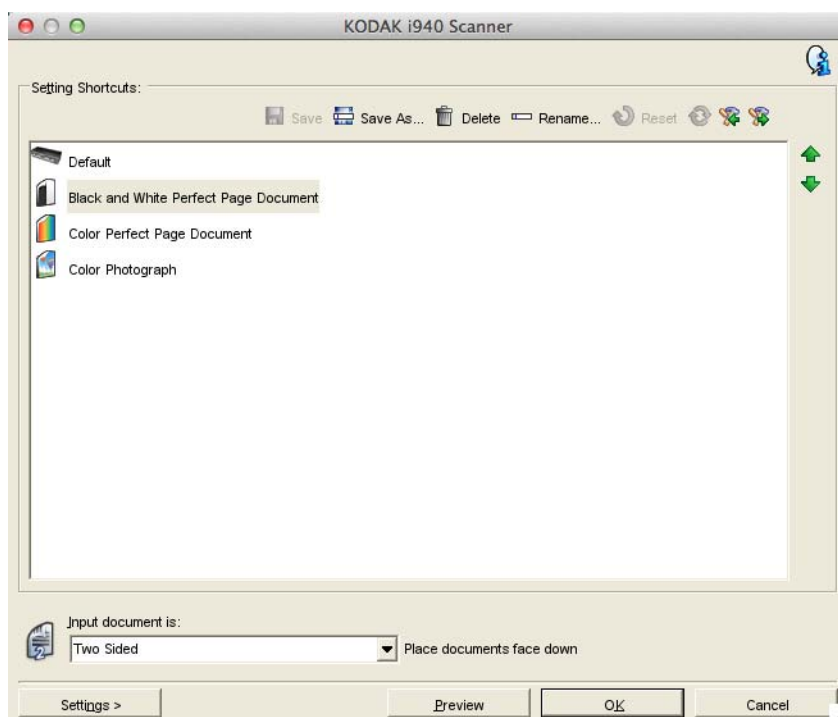 KODAK i940 Scanner
Setting Shortcuts:
Save Save As... Delete Rename... Reset
Default
Black and White Perfect Page Document
Color Perfect Page Document
Color Photograph
Input document is:
2 Two Sided Place documents face down
Settings > Preview OK Cancel